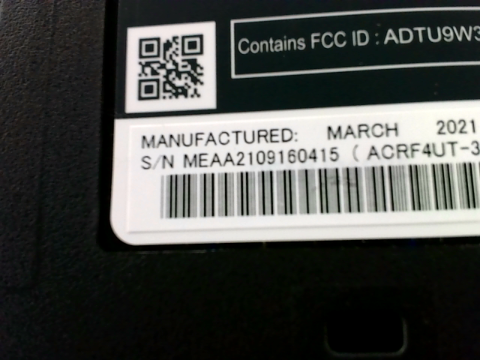 Contains FCC ID : ADTU9W3
MANUFACTURED: MARCH 2021
S/N MEAA2109160415 ( ACRF4UT-3